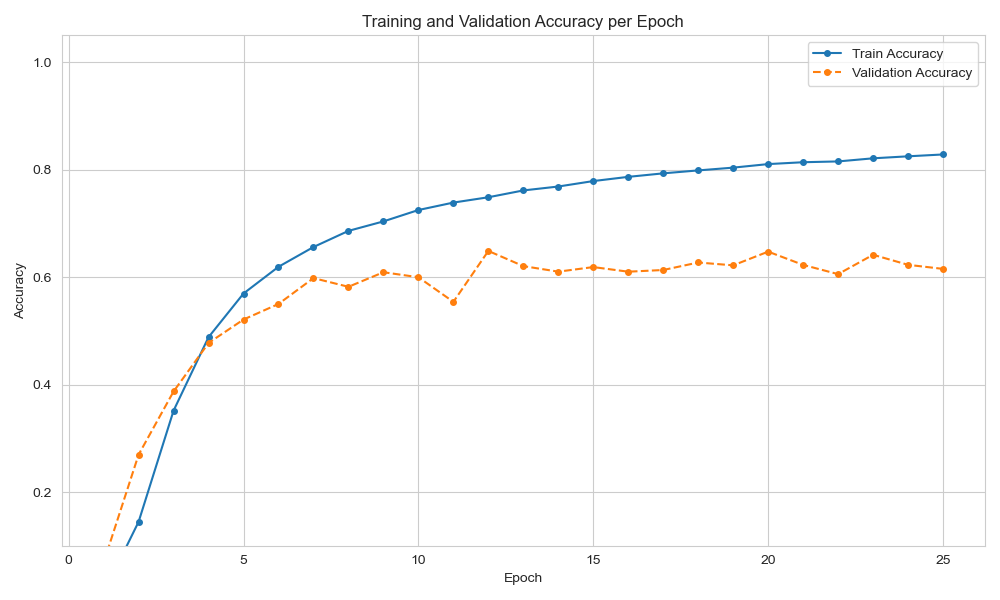 Training and Validation Accuracy per Epoch
Train Accuracy
Validation Accuracy
1.0
0.8
0.6
0.4
0.2
Accuracy
0 5 10 15 20 25
Epoch